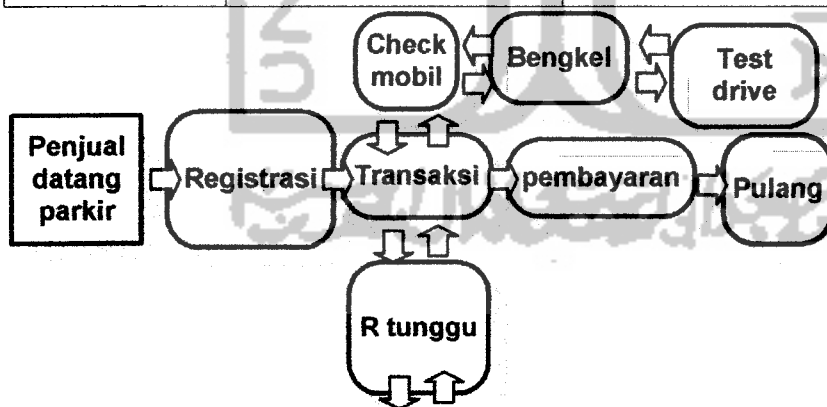 Check
mobil
Bengkel
Test
drive
Penjual
datang
parkir
Registrasi
Transaksi
pembayaran
Pulang
R tunggu